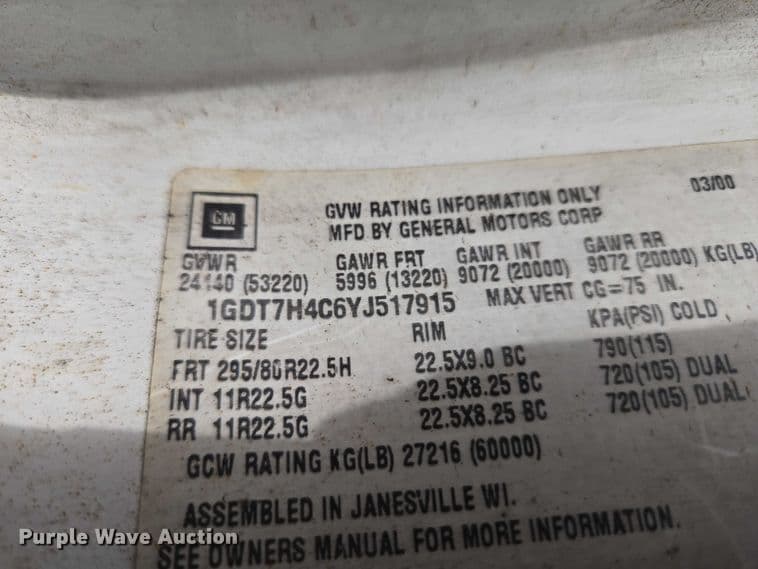 GM
GVW RATING INFORMATION ONLY 03/00
MFD BY GENERAL MOTORS CORP
GVWR GAWR FRT GAWR INT GAWR RR
24140 (53220) 5996 (13220) 9072 (20000) 9072 (20000) KG(LB)
1GDT7H4C6YJ517915 MAX VERT CG=75 IN.
TIRE SIZE RIM KPA(PSI) COLD
FRT 295/80R22.5H 22.5X9.0 BC 790(115)
INT 11R22.5G 22.5X8.25 BC 720(105) DUAL
RR 11R22.5G 22.5X8.25 BC 720(105) DUAL
GCW RATING KG(LB) 27216 (60000)
ASSEMBLED IN JANESVILLE WI.
SEE OWNERS MANUAL FOR MORE INFORMATION.
Purple Wave Auction